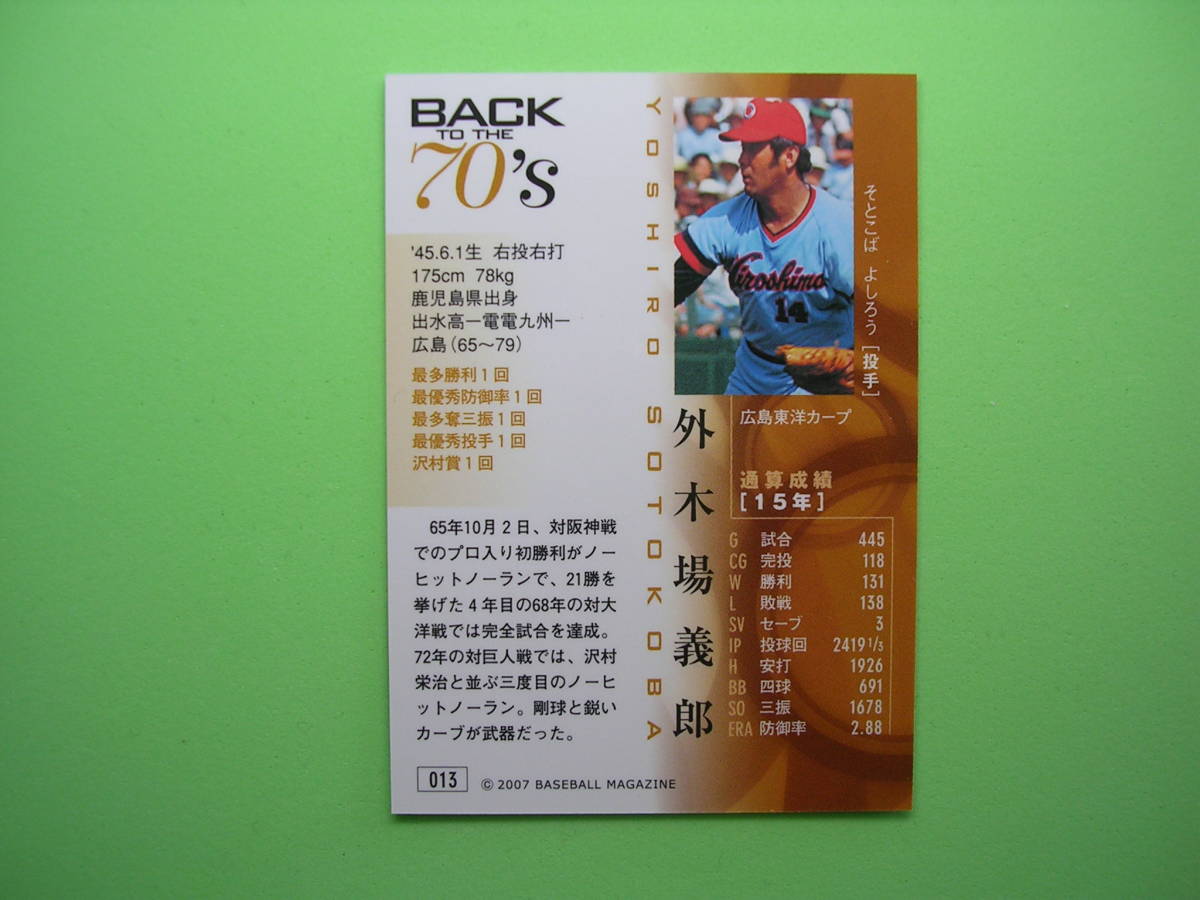 BACK
TO THE
70's
'45.6.1生 右投右打
175cm 78kg
鹿児島県出身
出水高ー電電九州ー
広島（65〜79）
最多勝利1回
最優秀防御率1回
最多奪三振1回
最優秀投手1回
沢村賞1回
65年10月2日、対阪神戦
でのプロ入り初勝利がノー
ヒットノーランで、21勝を
挙げた4年目の68年の対大
洋戦では完全試合を達成。
72年の対巨人戦では、沢村
栄治と並ぶ三度目のノーヒ
ットノーラン。剛球と鋭い
カーブが武器だった。
013
© 2007 BASEBALL MAGAZINE
YOSHIRO SOTOKOBA
外木場義郎
Hiroshima
14
そとこば よしろう［投手］
広島東洋カープ
通算成績
［15年］
G 試合 445
CG 完投 118
W 勝利 131
L 敗戦 138
SV セーブ 3
IP 投球回 2419 1/3
H 安打 1926
BB 四球 691
SO 三振 1678
ERA 防御率 2.88